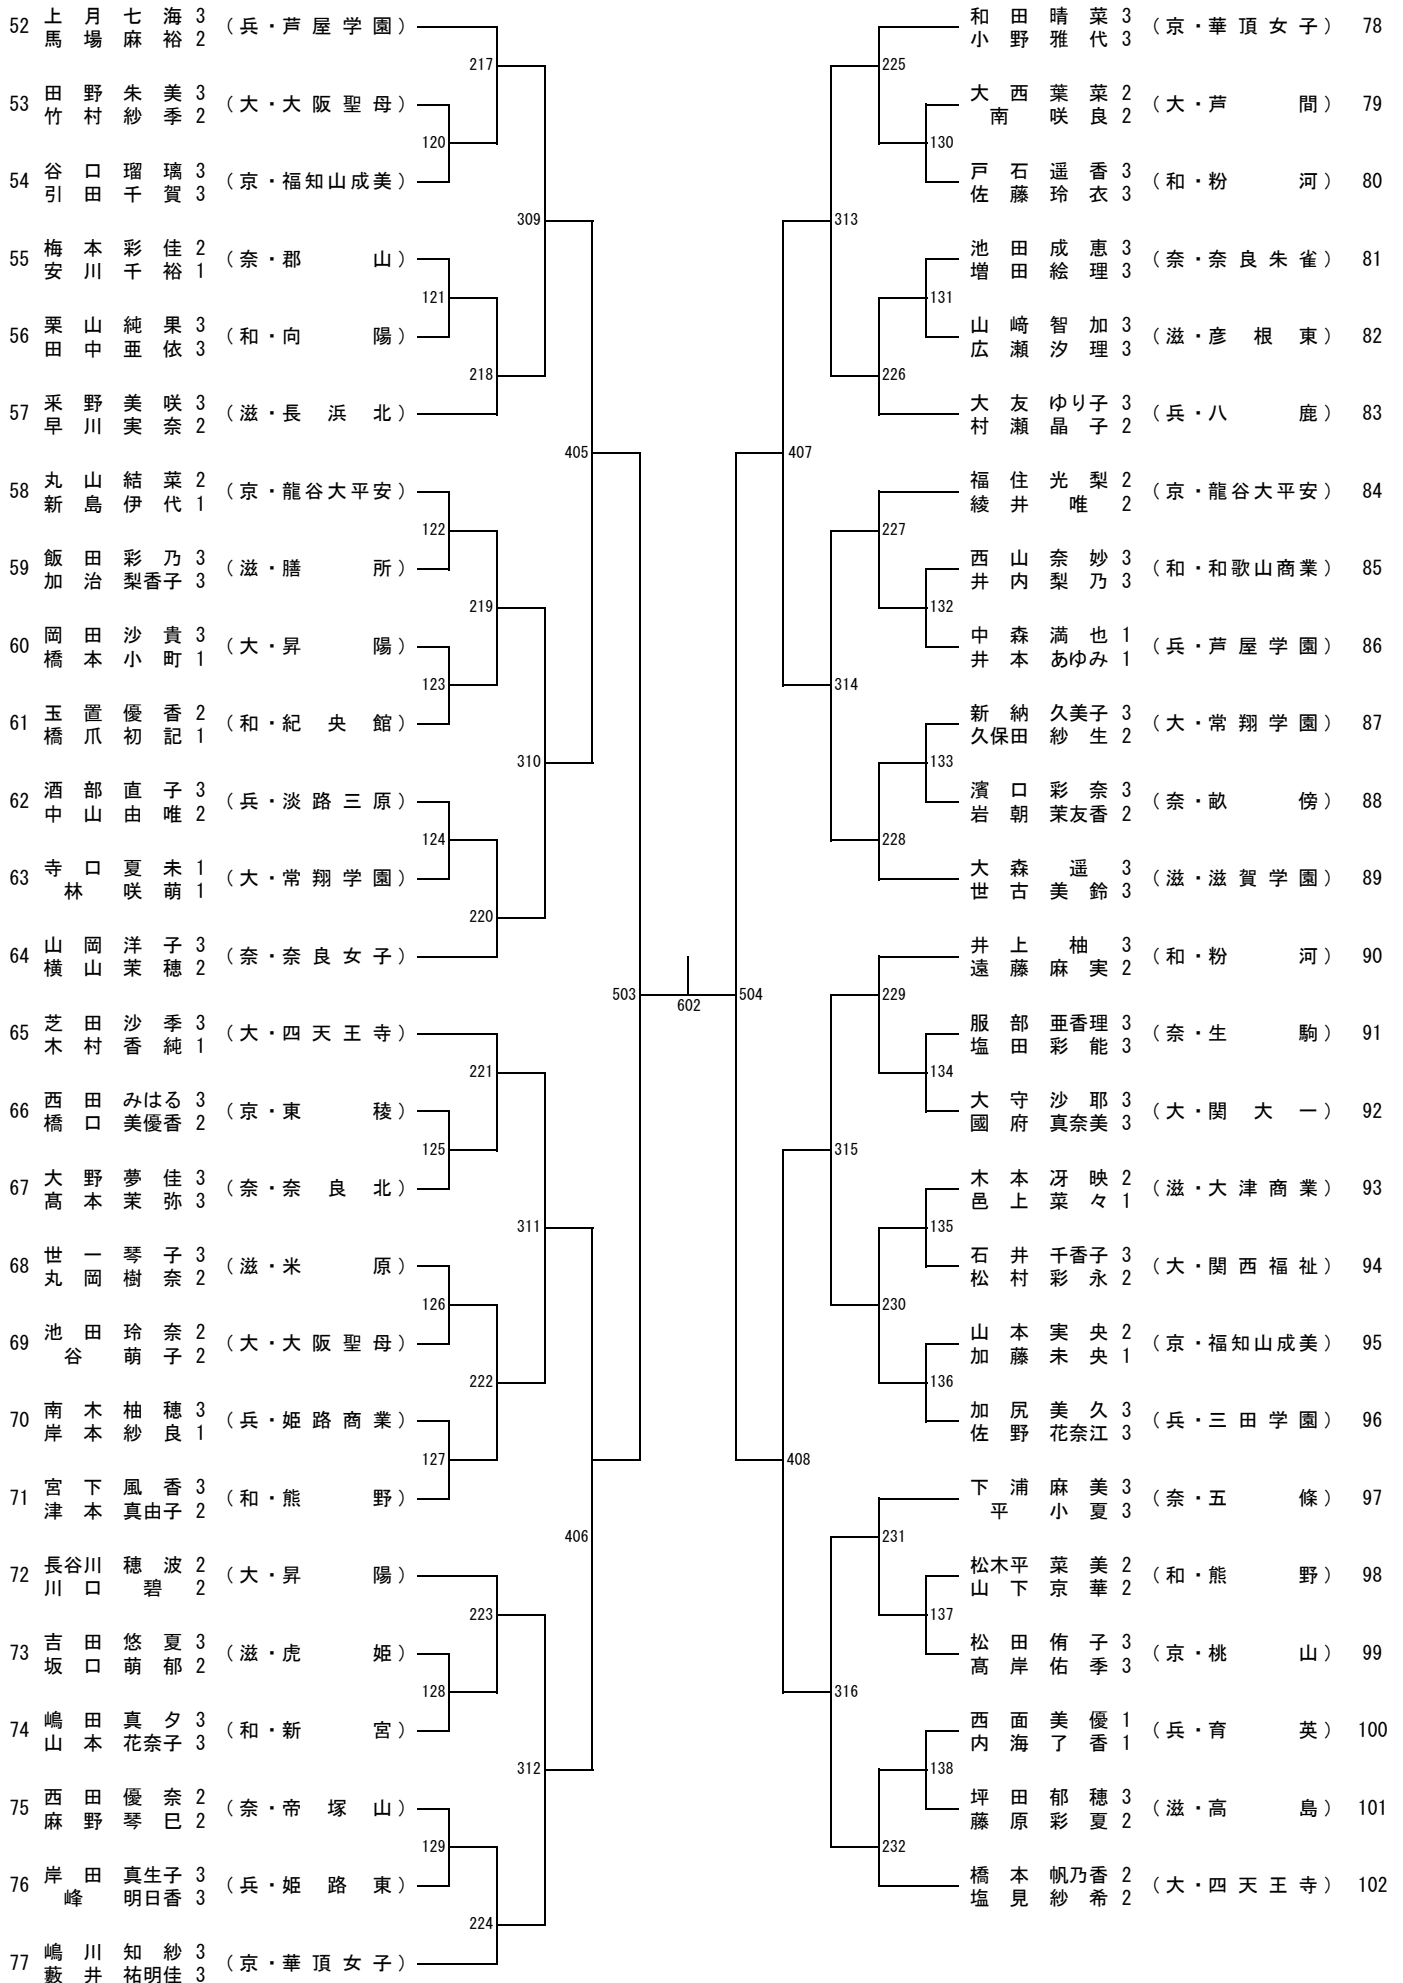 52 上月七海 3 (兵・芦屋学園)
馬場麻裕 2
217
53 田野朱美 3 (大・大阪聖母)
竹村紗季 2
120
54 谷口瑠璃 3 (京・福知山成美)
引田千賀 3
309
55 梅本彩佳 2 (奈・郡山)
安川千裕 1
121
56 栗山純果 3 (和・向陽)
田中亜依 3
218
57 釆野美咲 3 (滋・長浜北)
早川実奈 2
405
58 丸山結菜 2 (京・龍谷大平安)
新島伊代 1
122
59 飯田彩乃 3 (滋・膳所)
加治梨香子 3
219
60 岡田沙貴 3 (大・昇陽)
橋本小町 1
123
61 玉置優香 2 (和・紀央館)
橋爪初記 1
310
62 酒部直子 3 (兵・淡路三原)
中山由唯 2
124
63 寺口夏未 1 (大・常翔学園)
林咲萌 1
220
64 山岡洋子 3 (奈・奈良女子)
横山茉穂 2
503
65 芝田沙季 3 (大・四天王寺)
木村香純 1
221
66 西田みはる 3 (京・東稜)
橋口美優香 2
125
67 大野夢佳 3 (奈・奈良北)
髙本茉弥 3
311
68 世一琴子 3 (滋・米原)
丸岡樹奈 2
126
69 池田玲奈 2 (大・大阪聖母)
谷萌子 2
222
70 南木柚穂 3 (兵・姫路商業)
岸本紗良 1
127
71 宮下風香 3 (和・熊野)
津本真由子 2
406
72 長谷川穂波 2 (大・昇陽)
川口碧 2
223
73 吉田悠夏 3 (滋・虎姫)
坂口萌郁 2
128
74 嶋田真夕 3 (和・新宮)
山本花奈子 3
312
75 西田優奈 2 (奈・帝塚山)
麻野琴巳 2
129
76 岸田真生子 3 (兵・姫路東)
峰明日香 3
224
77 嶋川知紗 3 (京・華頂女子)
藪井祐明佳 3
602
和田晴菜 3 (京・華頂女子) 78
小野雅代 3
225
大西葉菜 2 (大・芦間) 79
南咲良 2
130
戸石遥香 3 (和・粉河) 80
佐藤玲衣 3
313
池田成恵 3 (奈・奈良朱雀) 81
増田絵理 3
131
山﨑智加 3 (滋・彦根東) 82
広瀬汐理 3
226
大友ゆり子 3 (兵・八鹿) 83
村瀬晶子 2
407
福住光梨 2 (京・龍谷大平安) 84
綾井唯 2
227
西山奈妙 3 (和・和歌山商業) 85
井内梨乃 3
132
中森満也 1 (兵・芦屋学園) 86
井本あゆみ 1
314
新納久美子 3 (大・常翔学園) 87
久保田紗生 2
133
濱口彩奈 3 (奈・畝傍) 88
岩朝茉友香 2
228
大森遥 3 (滋・滋賀学園) 89
世古美鈴 3
井上柚 3 (和・粉河) 90
遠藤麻実 2
504
229
服部亜香理 3 (奈・生駒) 91
塩田彩能 3
134
大守沙耶 3 (大・関大一) 92
國府真奈美 3
315
木本冴映 2 (滋・大津商業) 93
邑上菜々 1
135
石井千香子 3 (大・関西福祉) 94
松村彩永 2
230
山本実央 2 (京・福知山成美) 95
加藤未央 1
136
加尻美久 3 (兵・三田学園) 96
佐野花奈江 3
408
下浦麻美 3 (奈・五條) 97
平小夏 3
231
松木平菜美 2 (和・熊野) 98
山下京華 2
137
松田侑子 3 (京・桃山) 99
髙岸佑季 3
316
西面美優 1 (兵・育英) 100
内海了香 1
138
坪田郁穂 3 (滋・高島) 101
藤原彩夏 2
232
橋本帆乃香 2 (大・四天王寺) 102
塩見紗希 2